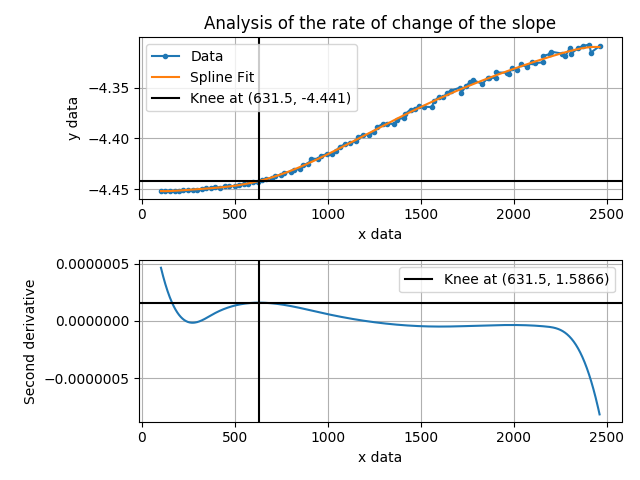 Analysis of the rate of change of the slope
Data
Spline Fit
Knee at (631.5, -4.441)
−4.35
−4.40
−4.45
y data
0 500 1000 1500 2000 2500
x data
Knee at (631.5, 1.5866)
0.0000005
0.0000000
−0.0000005
Second derivative
0 500 1000 1500 2000 2500
x data